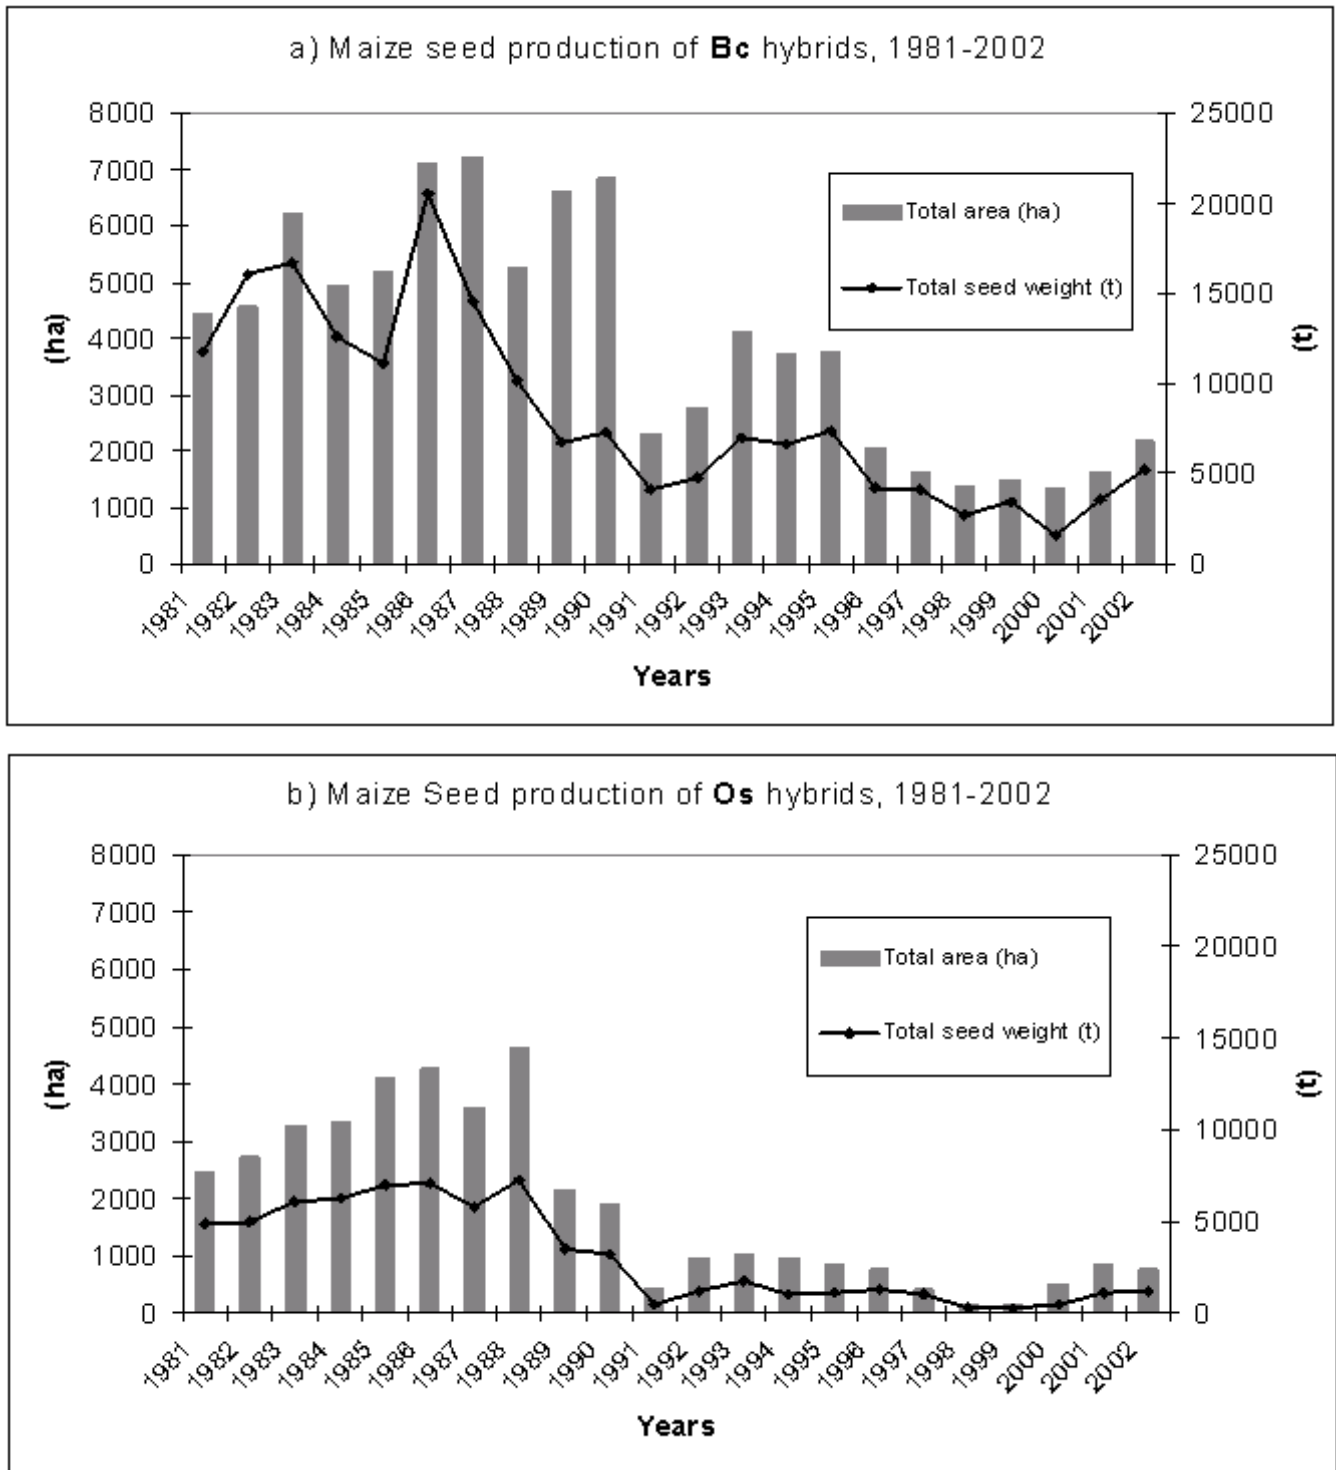 a) Maize seed production of Bc hybrids, 1981-2002
8000
7000
6000
5000
4000
3000
2000
1000
0
(ha)
25000
20000
15000
10000
5000
0
(t)
Total area (ha)
Total seed weight (t)
1981 1982 1983 1984 1985 1986 1987 1988 1989 1990 1991 1992 1993 1994 1995 1996 1997 1998 1999 2000 2001 2002
Years
b) Maize Seed production of Os hybrids, 1981-2002
8000
7000
6000
5000
4000
3000
2000
1000
0
(ha)
25000
20000
15000
10000
5000
0
(t)
Total area (ha)
Total seed weight (t)
1981 1982 1983 1984 1985 1986 1987 1988 1989 1990 1991 1992 1993 1994 1995 1996 1997 1998 1999 2000 2001 2002
Years